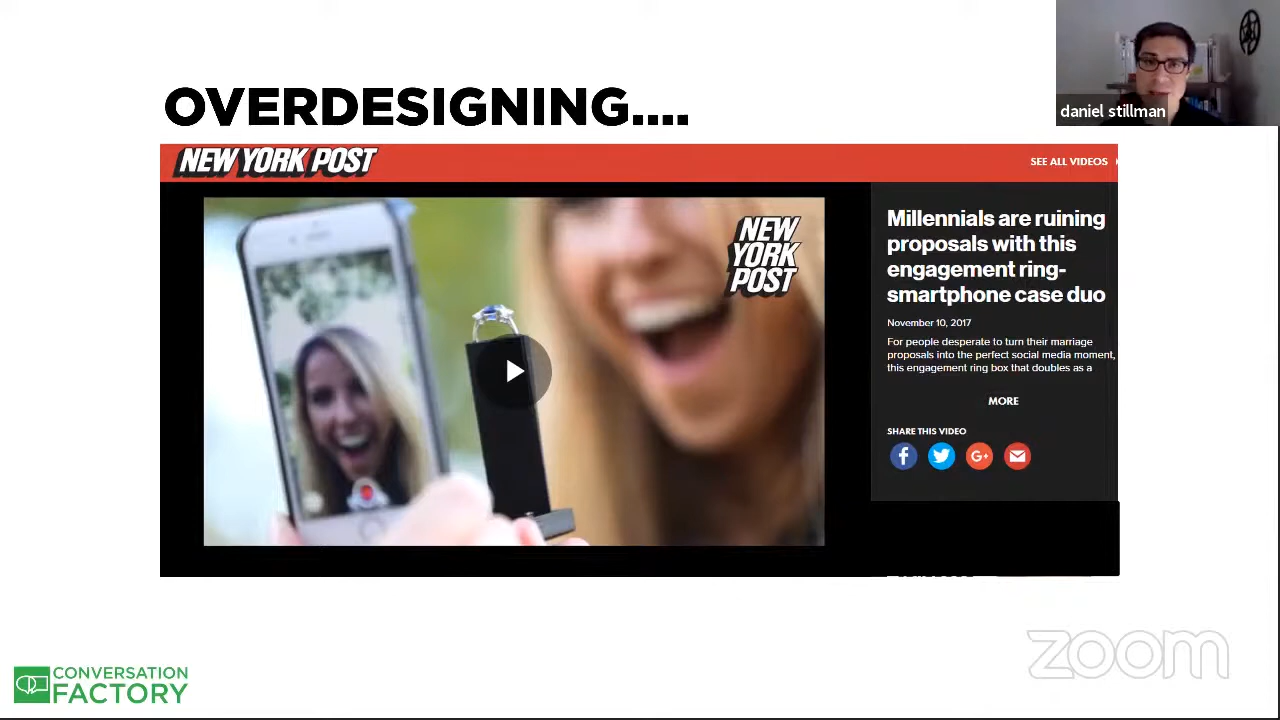 daniel stillman
OVERDESIGNING....
NEW YORK POST
SEE ALL VIDEOS
NEW
YORK
POST
Millennials are ruining
proposals with this
engagement ring-
smartphone case duo
November 10, 2017
For people desperate to turn their marriage
proposals into the perfect social media moment,
this engagement ring box that doubles as a
MORE
SHARE THIS VIDEO
f
G+
CONVERSATION
FACTORY
zoom